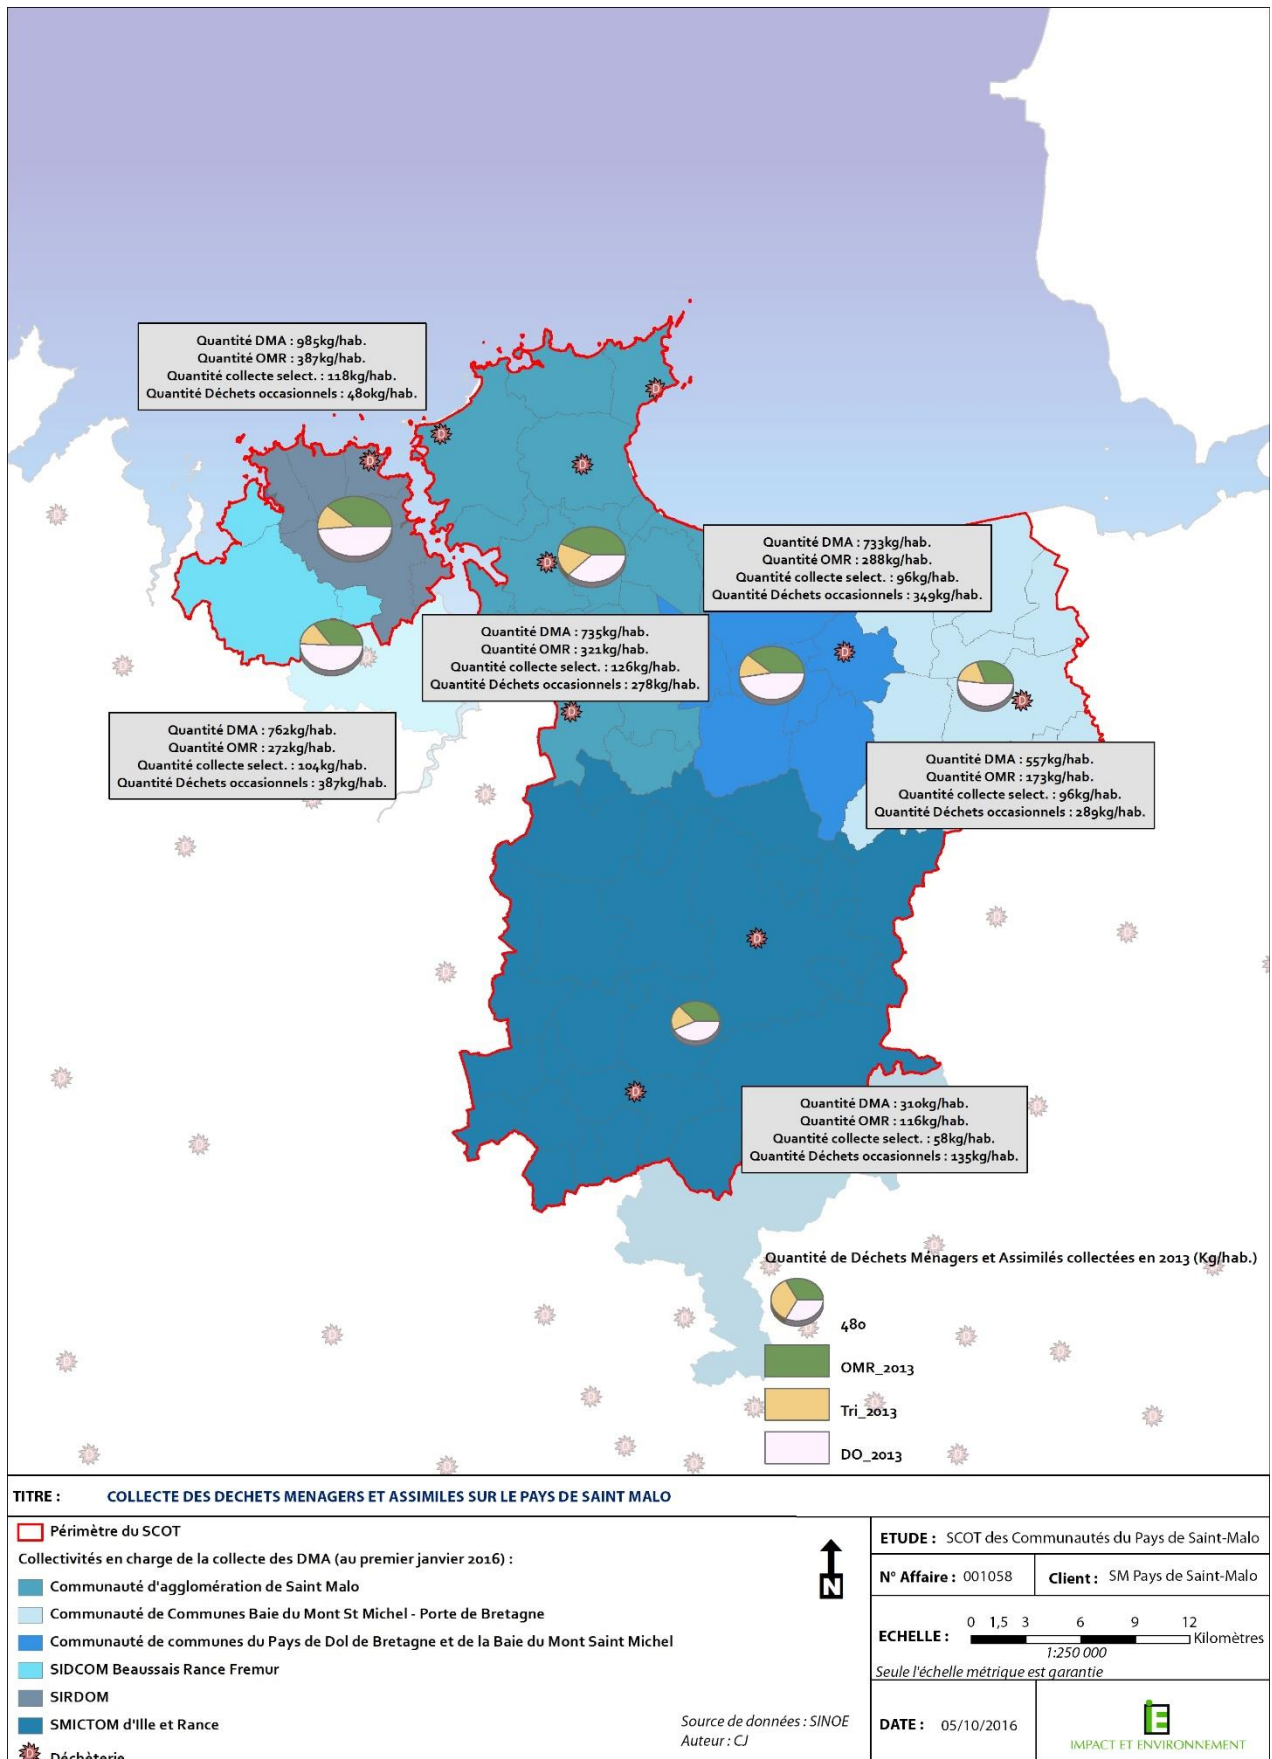 Quantité DMA : 985kg/hab.
Quantité OMR : 387kg/hab.
Quantité collecte select. : 118kg/hab.
Quantité Déchets occasionnels : 480kg/hab.
Quantité DMA : 733kg/hab.
Quantité OMR : 288kg/hab.
Quantité collecte select. : 96kg/hab.
Quantité Déchets occasionnels : 349kg/hab.
Quantité DMA : 735kg/hab.
Quantité OMR : 321kg/hab.
Quantité collecte select. : 126kg/hab.
Quantité Déchets occasionnels : 278kg/hab.
Quantité DMA : 762kg/hab.
Quantité OMR : 272kg/hab.
Quantité collecte select. : 104kg/hab.
Quantité Déchets occasionnels : 387kg/hab.
Quantité DMA : 557kg/hab.
Quantité OMR : 173kg/hab.
Quantité collecte select. : 96kg/hab.
Quantité Déchets occasionnels : 289kg/hab.
Quantité DMA : 310kg/hab.
Quantité OMR : 116kg/hab.
Quantité collecte select. : 58kg/hab.
Quantité Déchets occasionnels : 135kg/hab.
Quantité de Déchets Ménagers et Assimilés collectées en 2013 (Kg/hab.)
480
OMR_2013
Tri_2013
DO_2013
TITRE : COLLECTE DES DECHETS MENAGERS ET ASSIMILES SUR LE PAYS DE SAINT MALO
Périmètre du SCOT
Collectivités en charge de la collecte des DMA (au premier janvier 2016) :
Communauté d'agglomération de Saint Malo
Communauté de Communes Baie du Mont St Michel - Porte de Bretagne
Communauté de communes du Pays de Dol de Bretagne et de la Baie du Mont Saint Michel
SIDCOM Beaussais Rance Fremur
SIRDOM
SMICTOM d'Ille et Rance
D Déchèterie
N
Source de données : SINOE
Auteur : CJ
ETUDE : SCOT des Communautés du Pays de Saint-Malo
N° Affaire : 001058
Client : SM Pays de Saint-Malo
ECHELLE :
0 1,5 3 6 9 12
Kilomètres
1:250 000
Seule l'échelle métrique est garantie
DATE : 05/10/2016
IE
IMPACT ET ENVIRONNEMENT